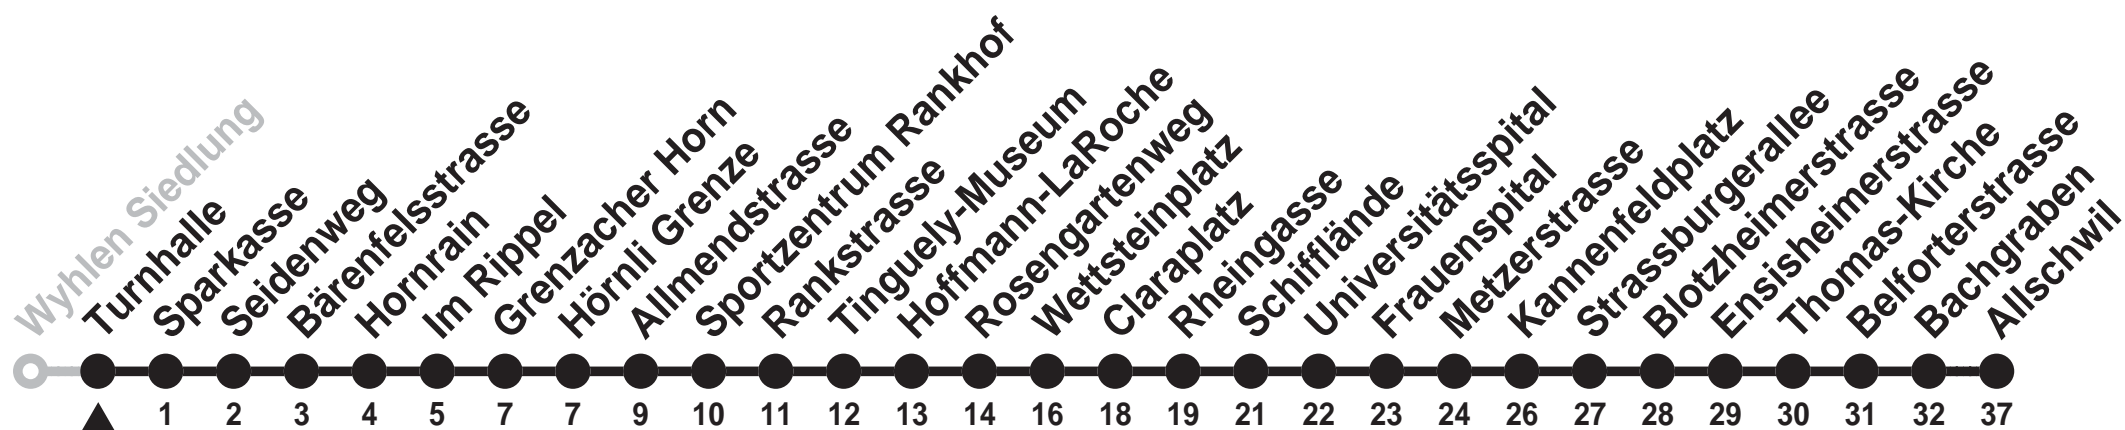 Wyhlen Siedlung
Turnhalle
Sparkasse
Seidenweg
Bärenfelsstrasse
Hornrain
Im Rippel
Grenzacher Horn
Hörnli Grenze
Allmendstrasse
Sportzentrum Rankhof
Rankstrasse
Tinguely-Museum
Hoffmann-LaRoche
Rosengartenweg
Wettsteinplatz
Claraplatz
Rheingasse
Schifflände
Universitätsspital
Frauenspital
Metzerstrasse
Kannenfeldplatz
Strassburgerallee
Blotzheimerstrasse
Ensisheimerstrasse
Thomas-Kirche
Belforterstrasse
Bachgraben
Allschwil
1 2 3 4 5 7 7 9 10 11 12 13 14 16 18 19 21 22 23 24 26 27 28 29 30 31 32 37